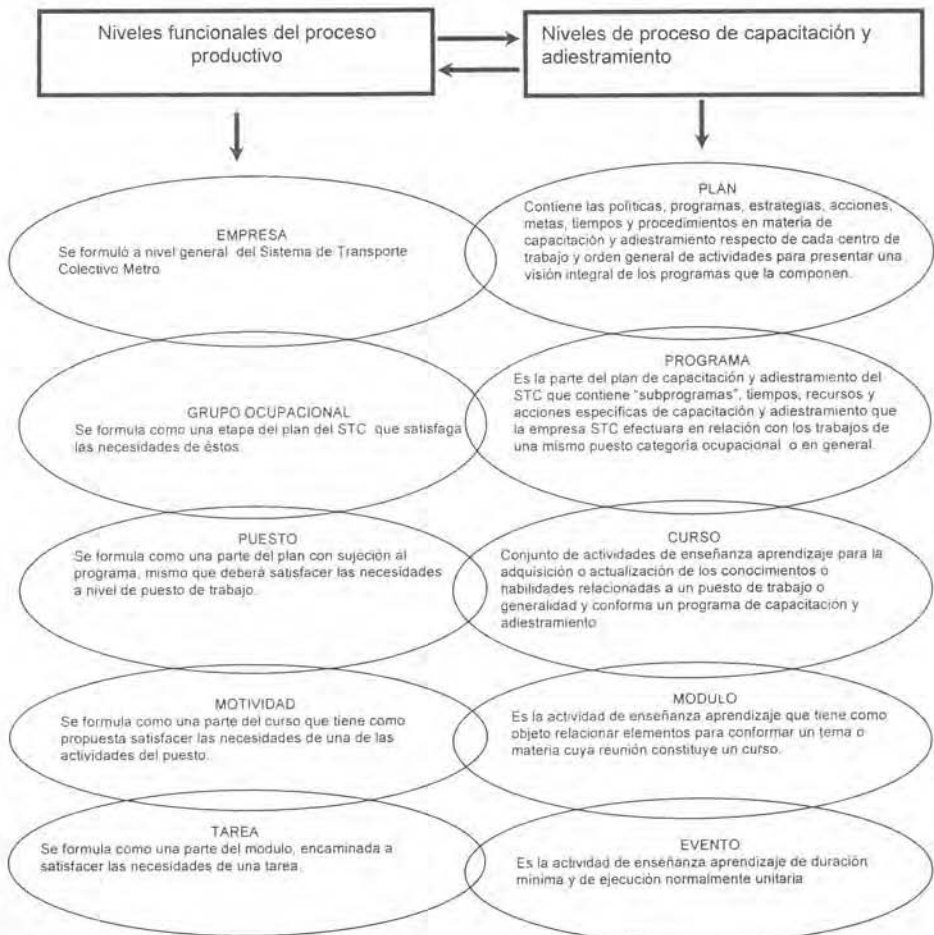 Niveles funcionales del proceso
productivo
Niveles de proceso de capacitación y
adiestramiento
EMPRESA
Se formuló a nivel general del Sistema de Transporte
Colectivo Metro
PLAN
Contiene las políticas, programas, estrategias, acciones,
metas, tiempos y procedimientos en materia de
capacitación y adiestramiento respecto de cada centro de
trabajo y orden general de actividades para presentar una
visión integral de los programas que la componen.
GRUPO OCUPACIONAL
Se formula como una etapa del plan del STC que satisfaga
las necesidades de éstos.
PROGRAMA
Es la parte del plan de capacitación y adiestramiento del
STC que contiene "subprogramas", tiempos, recursos y
acciones especificas de capacitación y adiestramiento que
la empresa STC efectuara en relación con los trabajos de
una mismo puesto categoría ocupacional o en general.
PUESTO
Se formula como una parte del plan con sujeción al
programa, mismo que deberá satisfacer las necesidades
a nivel de puesto de trabajo.
CURSO
Conjunto de actividades de enseñanza aprendizaje para la
adquisición o actualización de los conocimientos ó
habilidades relacionadas a un puesto de trabajo o
generalidad y conforma un programa de capacitación y
adiestramiento
MOTIVIDAD
Se formula como una parte del curso que tiene como
propuesta satisfacer las necesidades de una de las
actividades del puesto.
MODULO
Es la actividad de enseñanza aprendizaje que tiene como
objeto relacionar elementos para conformar un tema o
materia cuya reunión constituye un curso.
TAREA
Se formula como una parte del modulo, encaminada a
satisfacer las necesidades de una tarea.
EVENTO
Es la actividad de enseñanza aprendizaje de duración
mínima y de ejecución normalmente unitaria